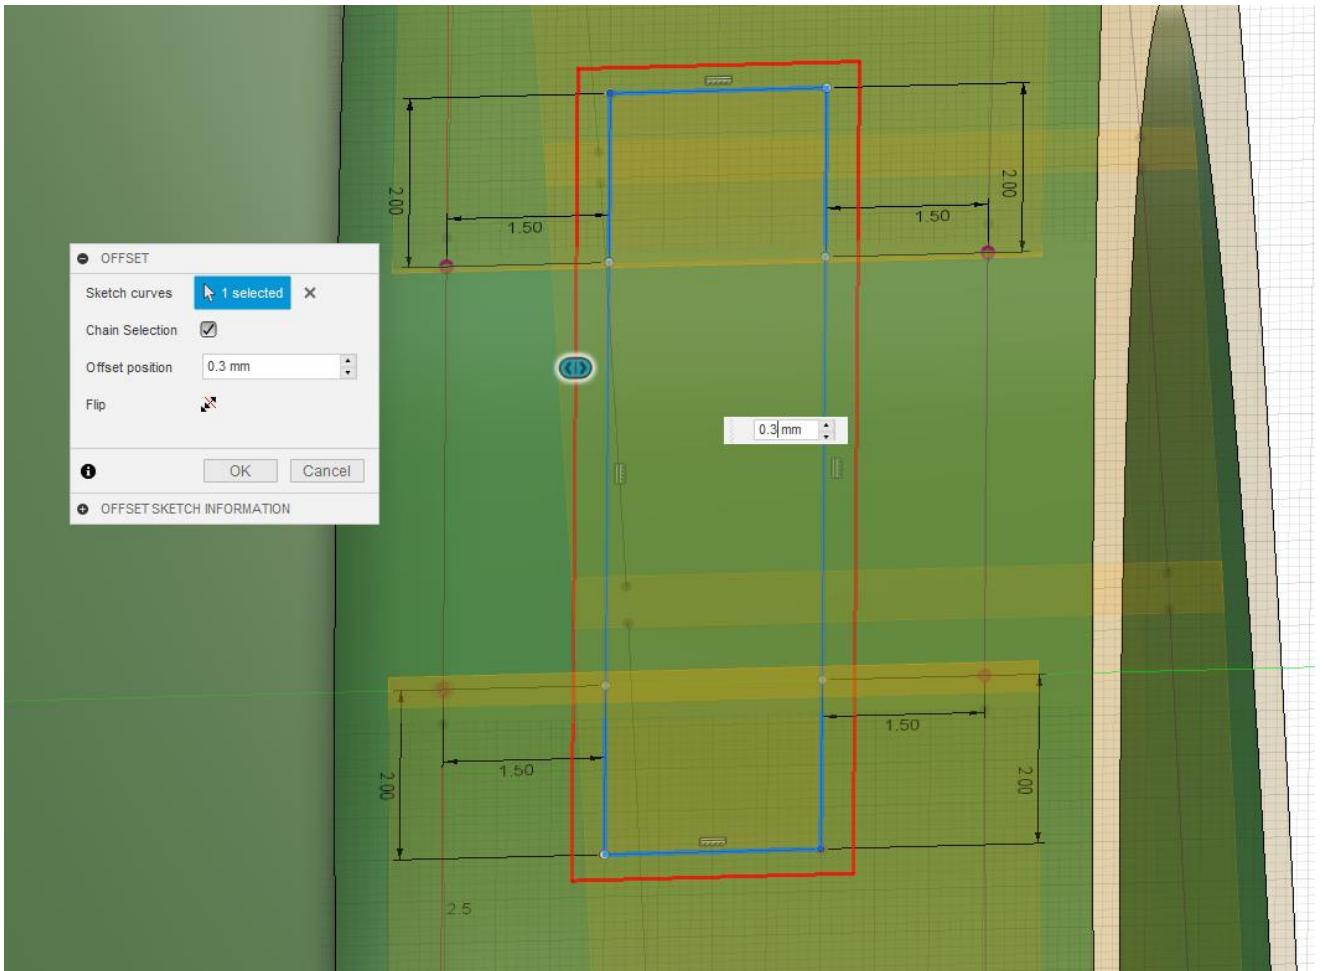 OFFSET
Sketch curves 1 selected
Chain Selection
Offset position 0.3 mm
Flip
OK Cancel
OFFSET SKETCH INFORMATION
2.00
1.50
1.50
2.00
0.3 mm
2.00
1.50
1.50
2.00
2.5